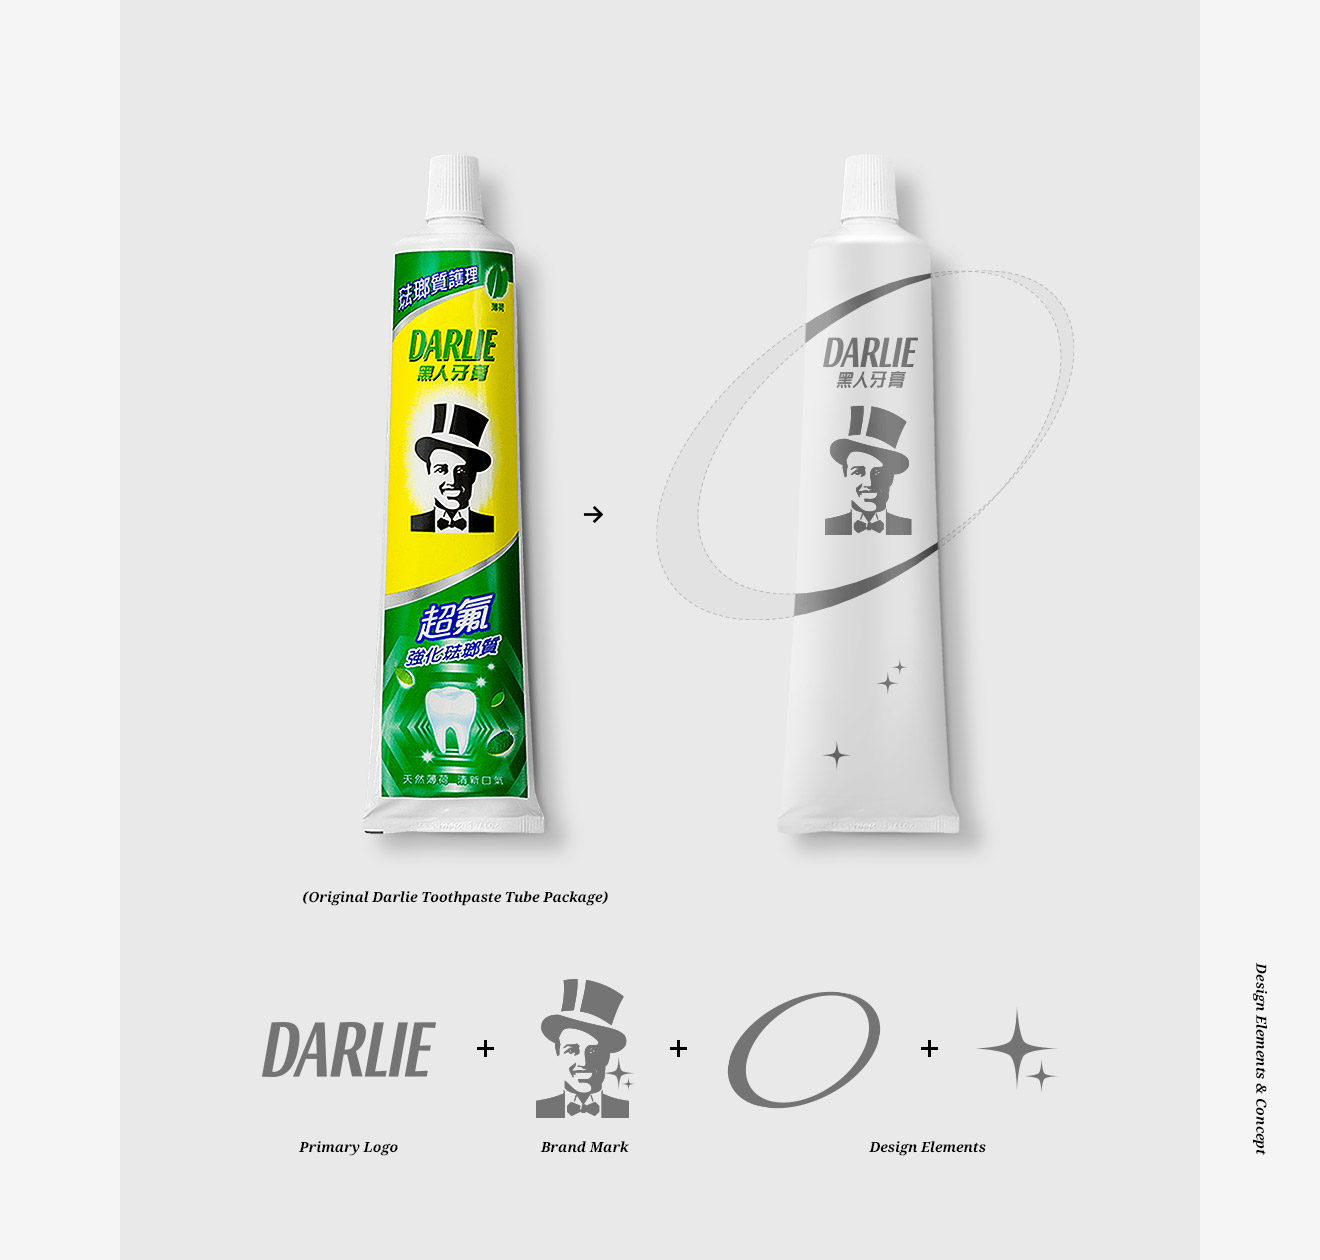 琺瑯質護理
薄荷
DARLIE
黑人牙膏
超氟
強化琺瑯質
天然薄荷 清新口氣
DARLIE
黑人牙膏
(Original Darlie Toothpaste Tube Package)
DARLIE
Primary Logo
Brand Mark
Design Elements
Design Elements & Concept